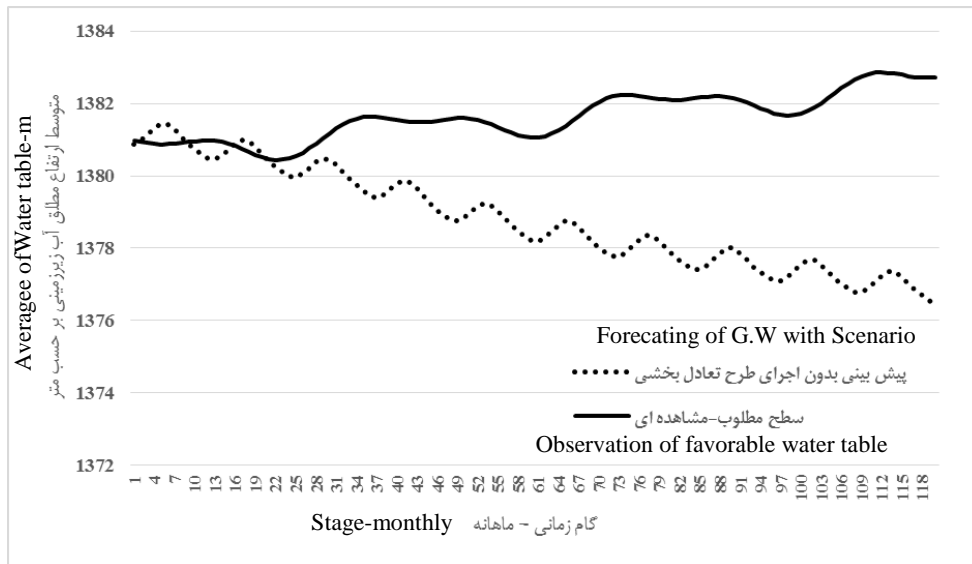 1384
1382
1380
1378
1376
1374
1372
Averagee ofWater table-m
متوسط ارتفاع مطلق آب زیرزمینی بر حسب متر
Forecating of G.W with Scenario
پیش بینی بدون اجرای طرح تعادل بخشی
سطح مطلوب-مشاهده ای
Observation of favorable water table
1 4 7 10 13 16 19 22 25 28 31 34 37 40 43 46 49 52 55 58 61 64 67 70 73 76 79 82 85 88 91 94 97 100 103 106 109 112 115 118
Stage-monthly گام زمانی - ماهانه